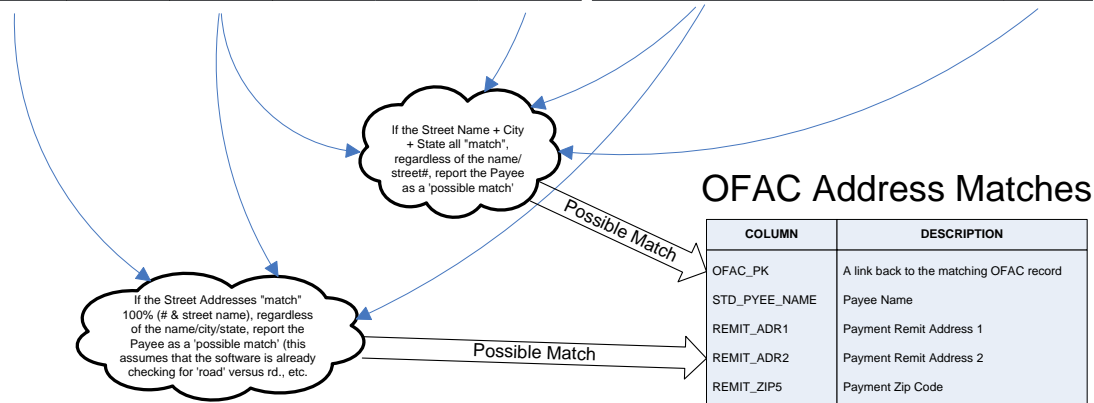 If the Street Name + City
+ State all "match",
regardless of the name/
street#, report the Payee
as a 'possible match'
Possible Match
OFAC Address Matches
COLUMN DESCRIPTION
OFAC_PK A link back to the matching OFAC record
STD_PYEE_NAME Payee Name
REMIT_ADR1 Payment Remit Address 1
REMIT_ADR2 Payment Remit Address 2
REMIT_ZIP5 Payment Zip Code
If the Street Addresses "match"
100% (# & street name), regardless
of the name/city/state, report the
Payee as a 'possible match' (this
assumes that the software is already
checking for 'road' versus rd., etc.
Possible Match